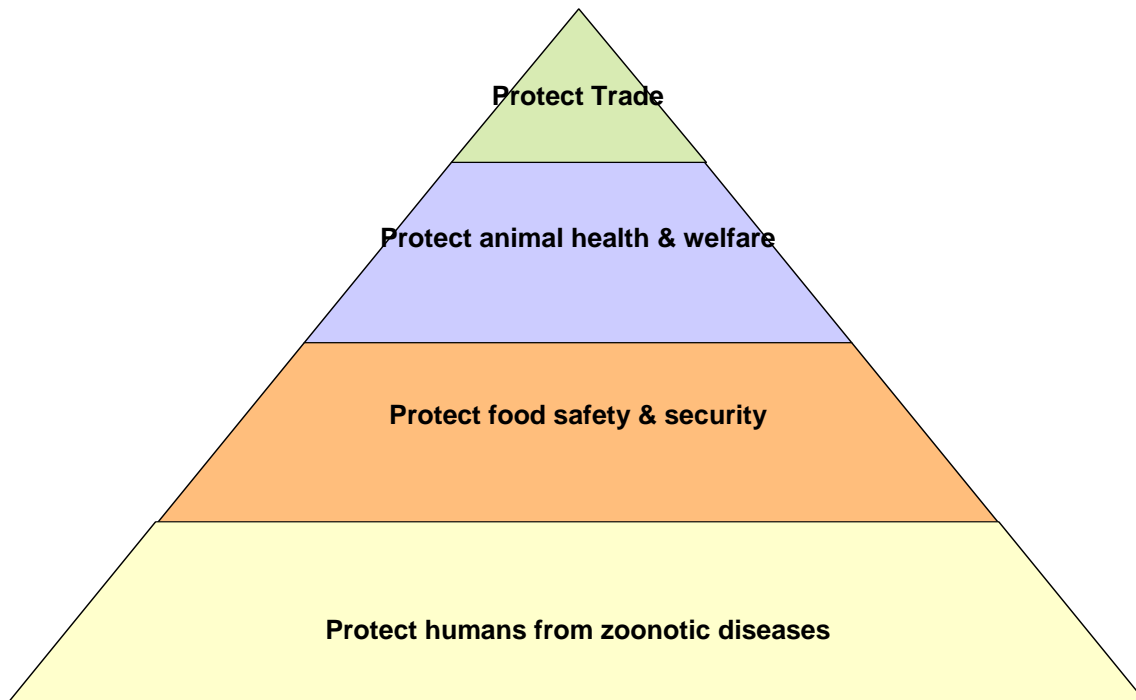 Protect Trade
Protect animal health & welfare
Protect food safety & security
Protect humans from zoonotic diseases